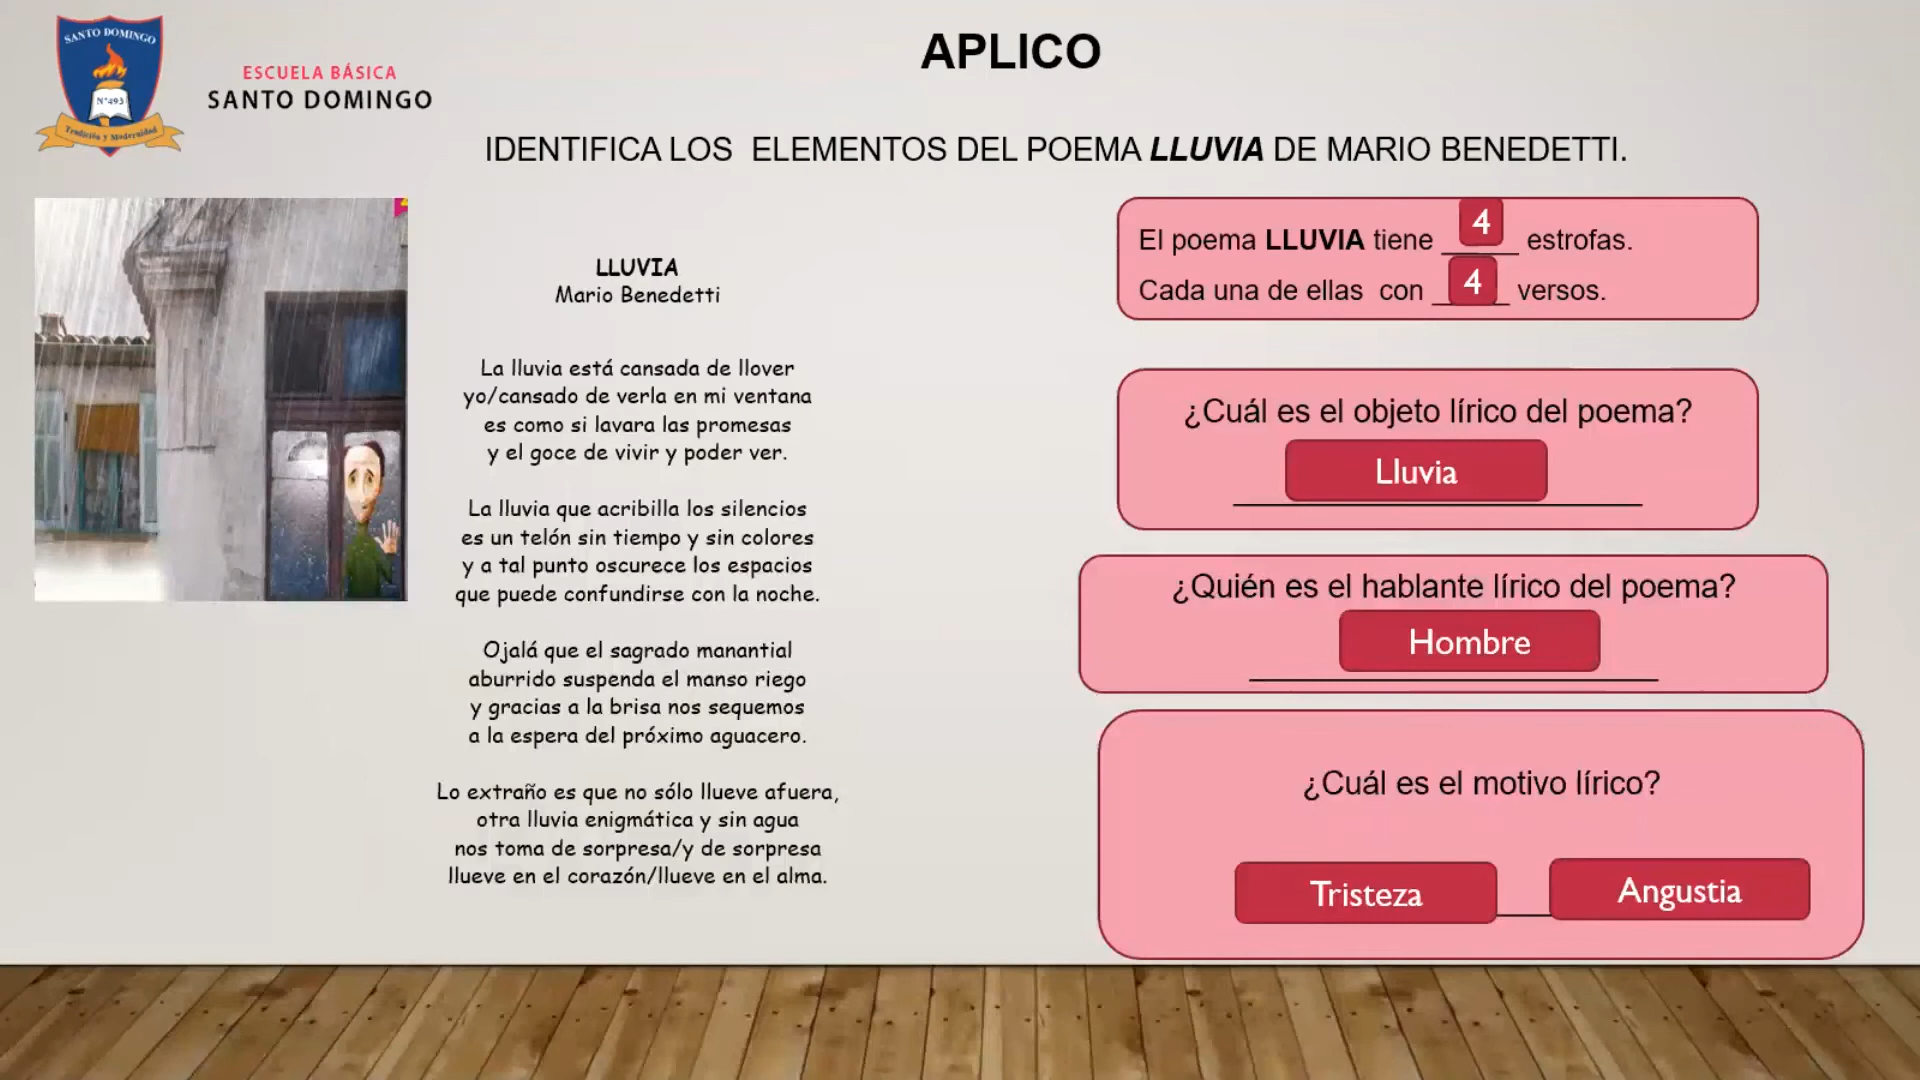 SANTO DOMINGO
N°493
Tradición y Modernidad
ESCUELA BÁSICA
SANTO DOMINGO
APLICO
IDENTIFICA LOS ELEMENTOS DEL POEMA LLUVIA DE MARIO BENEDETTI.
LLUVIA
Mario Benedetti
La lluvia está cansada de llover
yo/cansado de verla en mi ventana
es como si lavara las promesas
y el goce de vivir y poder ver.
La lluvia que acribilla los silencios
es un telón sin tiempo y sin colores
y a tal punto oscurece los espacios
que puede confundirse con la noche.
Ojalá que el sagrado manantial
aburrido suspenda el manso riego
y gracias a la brisa nos sequemos
a la espera del próximo aguacero.
Lo extraño es que no sólo llueve afuera,
otra lluvia enigmática y sin agua
nos toma de sorpresa/y de sorpresa
llueve en el corazón/llueve en el alma.
El poema LLUVIA tiene 4 estrofas.
Cada una de ellas con 4 versos.
¿Cuál es el objeto lírico del poema?
Lluvia
¿Quién es el hablante lírico del poema?
Hombre
¿Cuál es el motivo lírico?
Tristeza Angustia